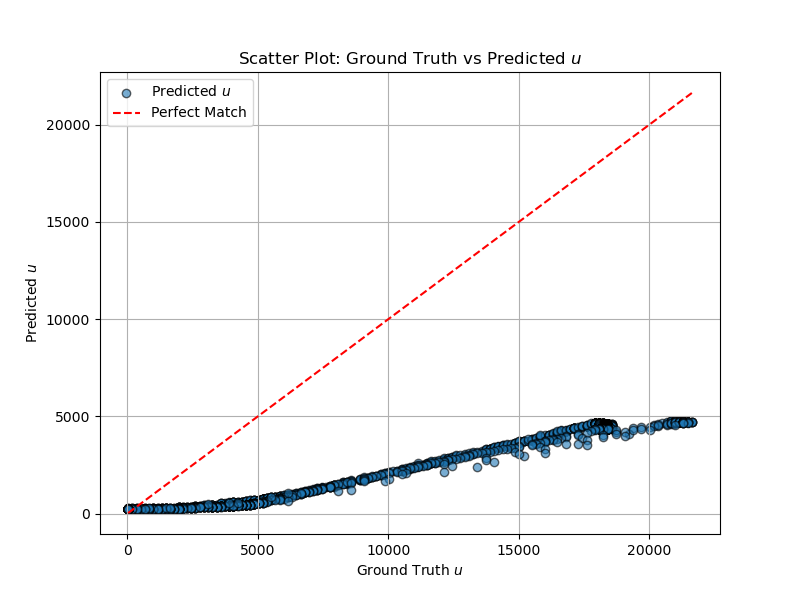 Scatter Plot: Ground Truth vs Predicted u
Predicted u
Perfect Match
20000
15000
10000
5000
0
Predicted u
0 5000 10000 15000 20000
Ground Truth u